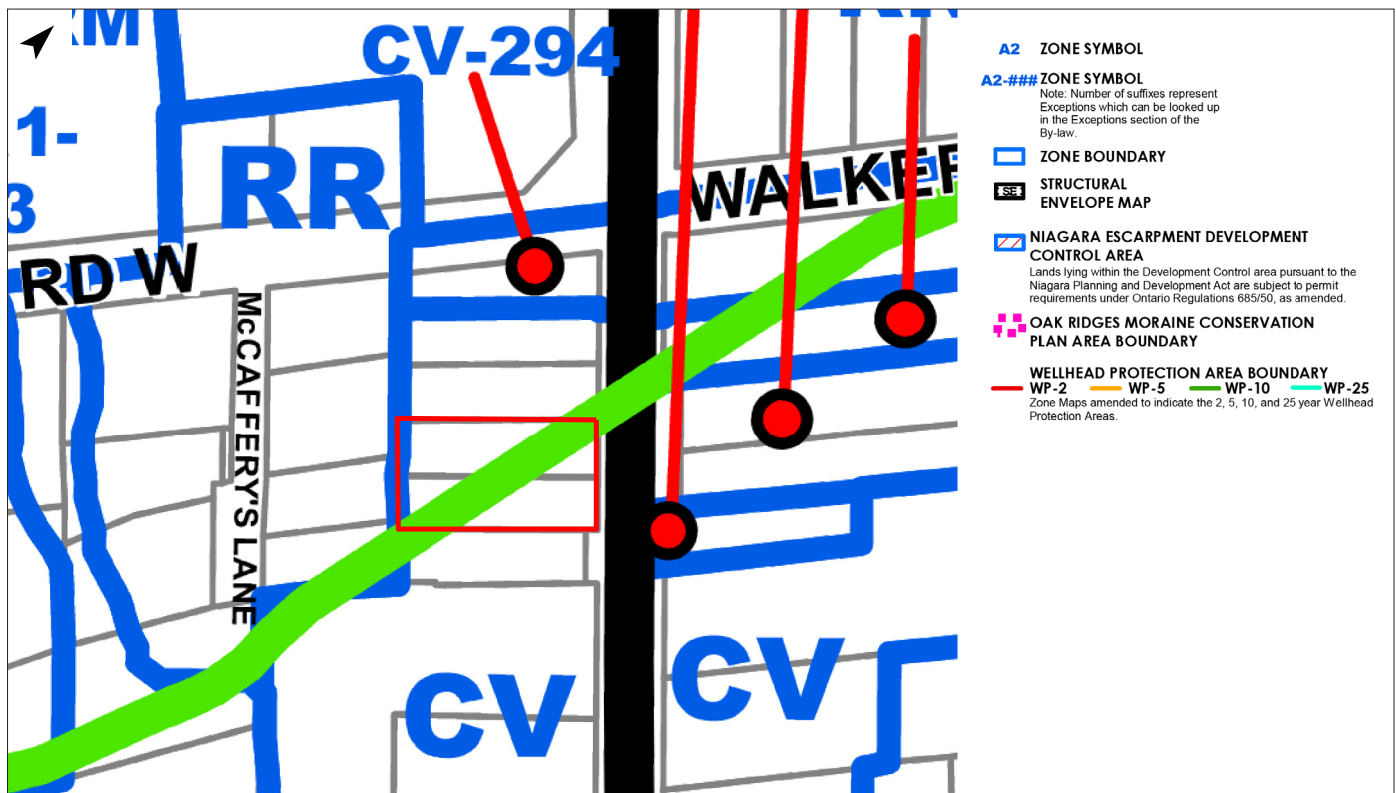 CV-294
1-
3
RR
WALKER
RD W
McCAFFERY'S LANE
CV
CV
A2 ZONE SYMBOL
A2-### ZONE SYMBOL
Note: Number of suffixes represent
Exceptions which can be looked up
in the Exceptions section of the
By-law.
ZONE BOUNDARY
SE STRUCTURAL
ENVELOPE MAP
NIAGARA ESCARPMENT DEVELOPMENT
CONTROL AREA
Lands lying within the Development Control area pursuant to the
Niagara Planning and Development Act are subject to permit
requirements under Ontario Regulations 685/50, as amended.
OAK RIDGES MORAINE CONSERVATION
PLAN AREA BOUNDARY
WELLHEAD PROTECTION AREA BOUNDARY
WP-2 WP-5 WP-10 WP-25
Zone Maps amended to indicate the 2, 5, 10, and 25 year Wellhead
Protection Areas.